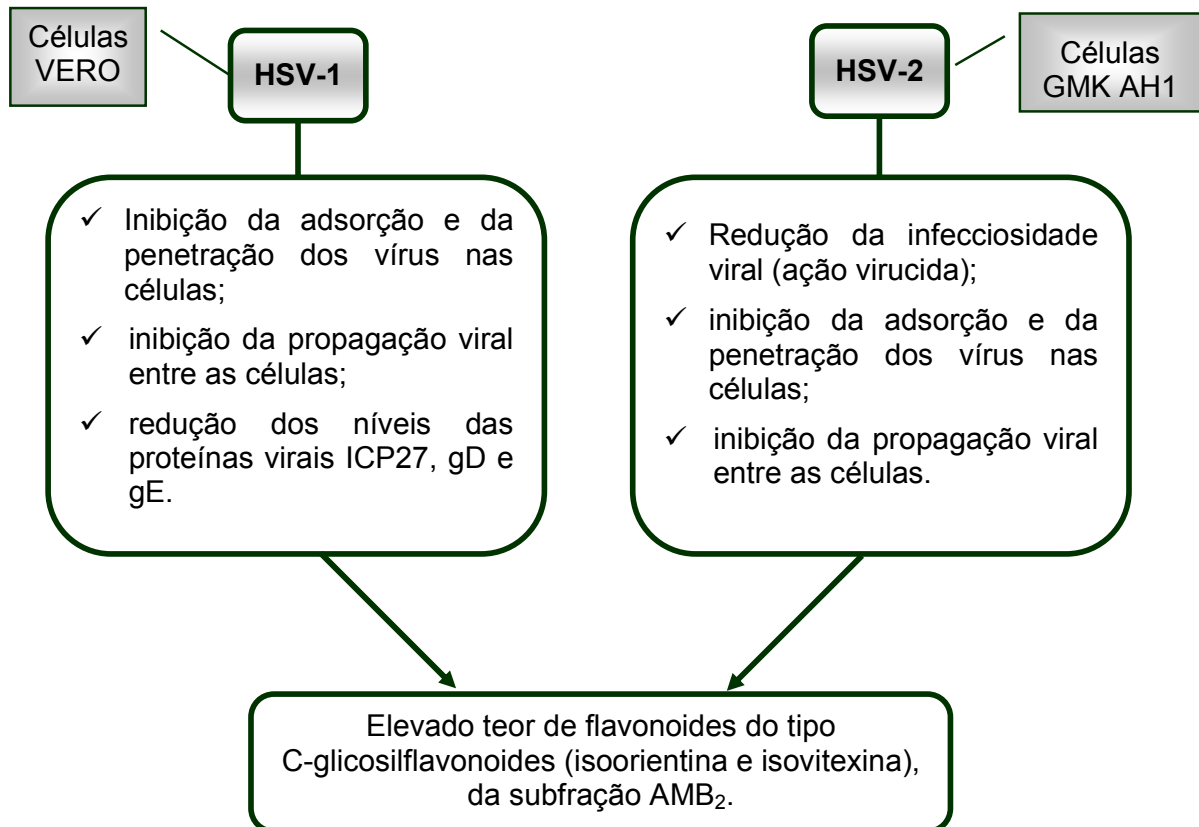 Células
VERO
HSV-1
✓ Inibição da adsorção e da
penetração dos vírus nas
células;
✓ inibição da propagação viral
entre as células;
✓ redução dos níveis das
proteínas virais ICP27, gD e
gE.
HSV-2
Células
GMK AH1
✓ Redução da infecciosidade
viral (ação virucida);
✓ inibição da adsorção e da
penetração dos vírus nas
células;
✓ inibição da propagação viral
entre as células.
Elevado teor de flavonoides do tipo
C-glicosilflavonoides (isoorientina e isovitexina),
da subfração AMB₂.